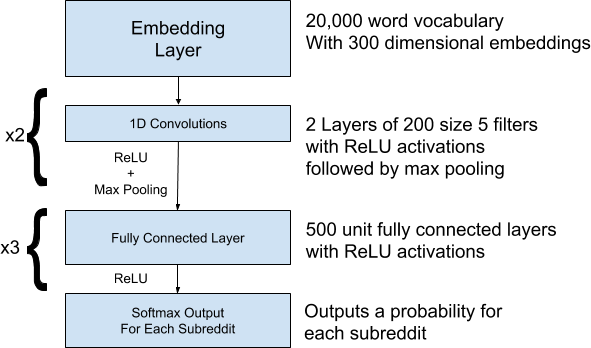 Embedding
Layer
20,000 word vocabulary
With 300 dimensional embeddings
x2
1D Convolutions
2 Layers of 200 size 5 filters
with ReLU activations
followed by max pooling
ReLU
+
Max Pooling
x3
Fully Connected Layer
500 unit fully connected layers
with ReLU activations
ReLU
Softmax Output
For Each Subreddit
Outputs a probability for
each subreddit